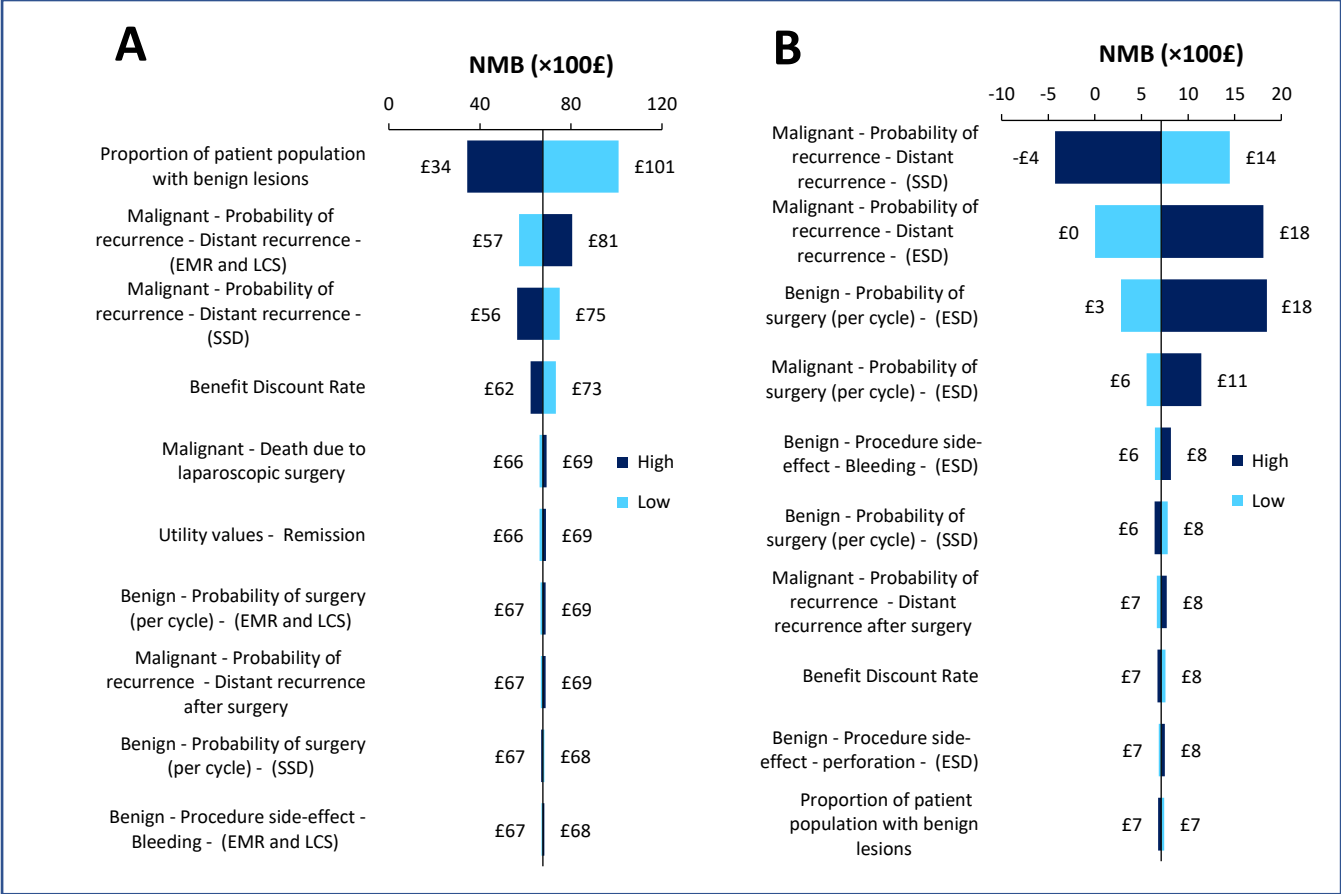 A
NMB (×100£)
0 40 80 120
Proportion of patient population
with benign lesions
£34 £101
Malignant - Probability of
recurrence - Distant recurrence -
(EMR and LCS)
£57 £81
Malignant - Probability of
recurrence - Distant recurrence -
(SSD)
£56 £75
Benefit Discount Rate
£62 £73
Malignant - Death due to
laparoscopic surgery
£66 £69
High
Low
Utility values - Remission
£66 £69
Benign - Probability of surgery
(per cycle) - (EMR and LCS)
£67 £69
Malignant - Probability of
recurrence - Distant recurrence
after surgery
£67 £69
Benign - Probability of surgery
(per cycle) - (SSD)
£67 £68
Benign - Procedure side-effect -
Bleeding - (EMR and LCS)
£67 £68
B
NMB (×100£)
-10 -5 0 5 10 15 20
Malignant - Probability of
recurrence - Distant
recurrence - (SSD)
-£4 £14
Malignant - Probability of
recurrence - Distant
recurrence - (ESD)
£0 £18
Benign - Probability of
surgery (per cycle) - (ESD)
£3 £18
Malignant - Probability of
surgery (per cycle) - (ESD)
£6 £11
Benign - Procedure side-
effect - Bleeding - (ESD)
£6 £8
High
Low
Benign - Probability of
surgery (per cycle) - (SSD)
£6 £8
Malignant - Probability of
recurrence - Distant
recurrence after surgery
£7 £8
Benefit Discount Rate
£7 £8
Benign - Procedure side-
effect - perforation - (ESD)
£7 £8
Proportion of patient
population with benign
lesions
£7 £7